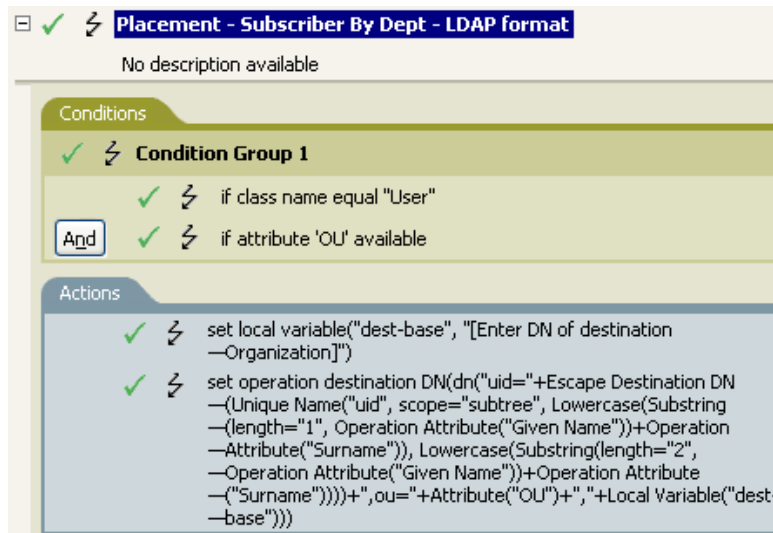 Placement - Subscriber By Dept - LDAP format
No description available
Conditions
Condition Group 1
if class name equal "User"
And
if attribute 'OU' available
Actions
set local variable("dest-base", "[Enter DN of destination
—Organization]")
set operation destination DN(dn("uid="+Escape Destination DN
—(Unique Name("uid", scope="subtree", Lowercase(Substring
—(length="1", Operation Attribute("Given Name"))+Operation
—Attribute("Surname")), Lowercase(Substring(length="2",
—Operation Attribute("Given Name"))+Operation Attribute
—("Surname"))))+",ou="+Attribute("OU")+","+Local Variable("dest-
—base")))